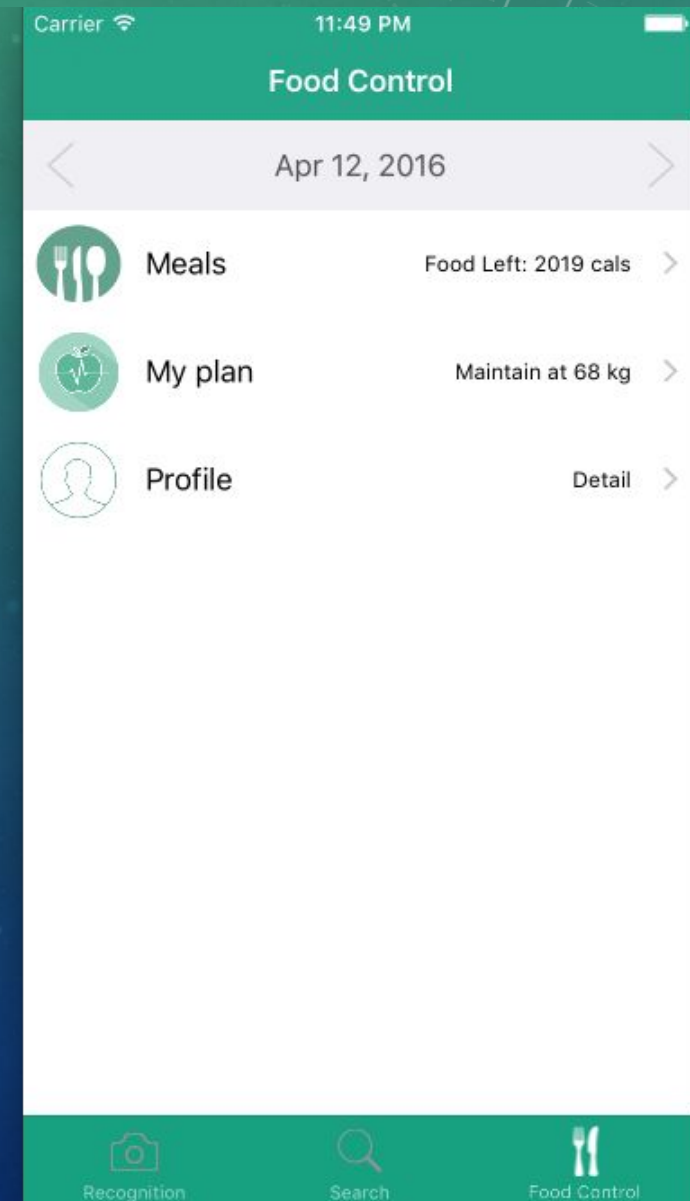 Carrier 11:49 PM
Food Control
Apr 12, 2016
Meals Food Left: 2019 cals
My plan Maintain at 68 kg
Profile Detail
Recognition Search Food Control